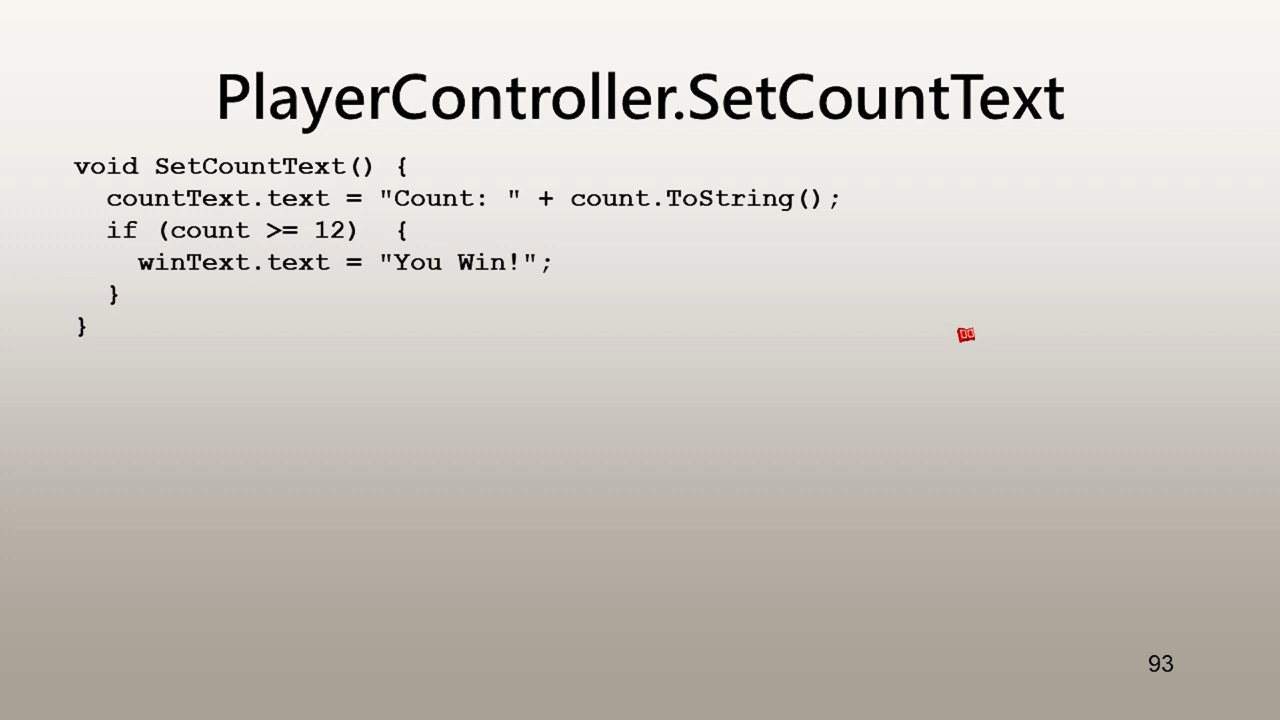 PlayerController.SetCountText
void SetCountText() {
  countText.text = "Count: " + count.ToString();
  if (count >= 12)  {
    winText.text = "You Win!";
  }
}
93